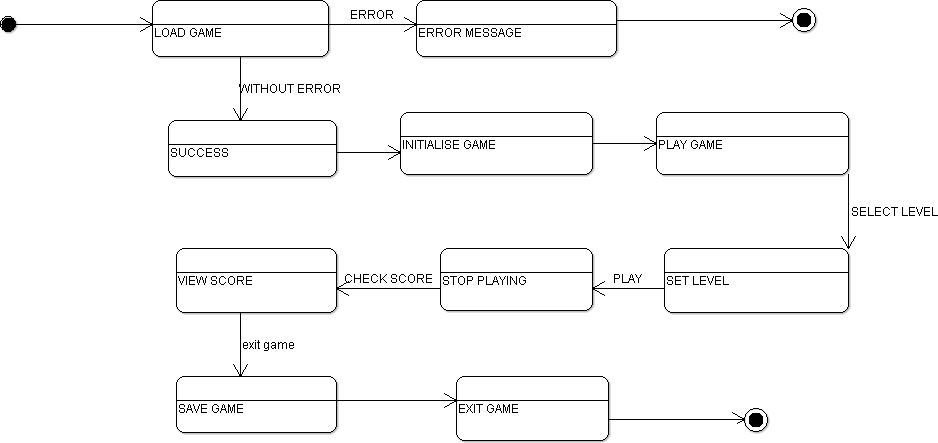 ERROR
LOAD GAME
ERROR MESSAGE
WITHOUT ERROR
SUCCESS
INITIALISE GAME
PLAY GAME
SELECT LEVEL
VIEW SCORE
CHECK SCORE
STOP PLAYING
PLAY
SET LEVEL
exit game
SAVE GAME
EXIT GAME